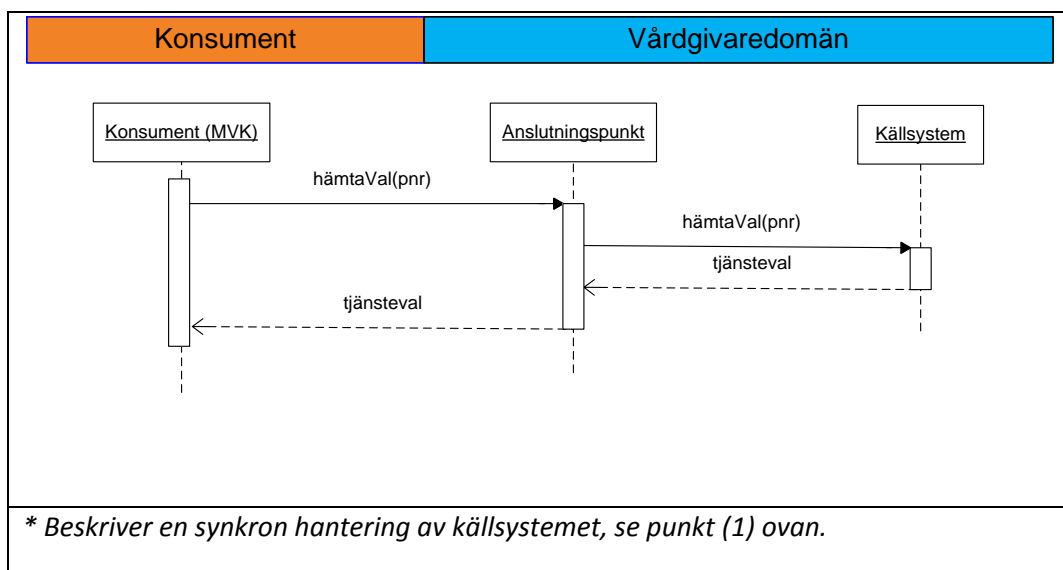 Konsument
Vårdgivaredomän
Konsument (MVK)
Anslutningspunkt
Källsystem
hämtaVal(pnr)
hämtaVal(pnr)
tjänsteval
tjänsteval
* Beskriver en synkron hantering av källsystemet, se punkt (1) ovan.